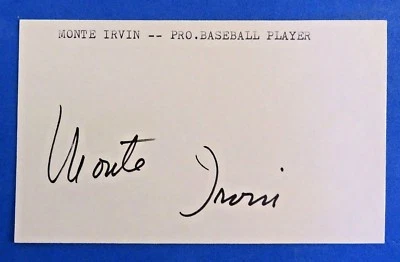 MONTE IRVIN -- PRO.BASEBALL PLAYER
Monte Irvin